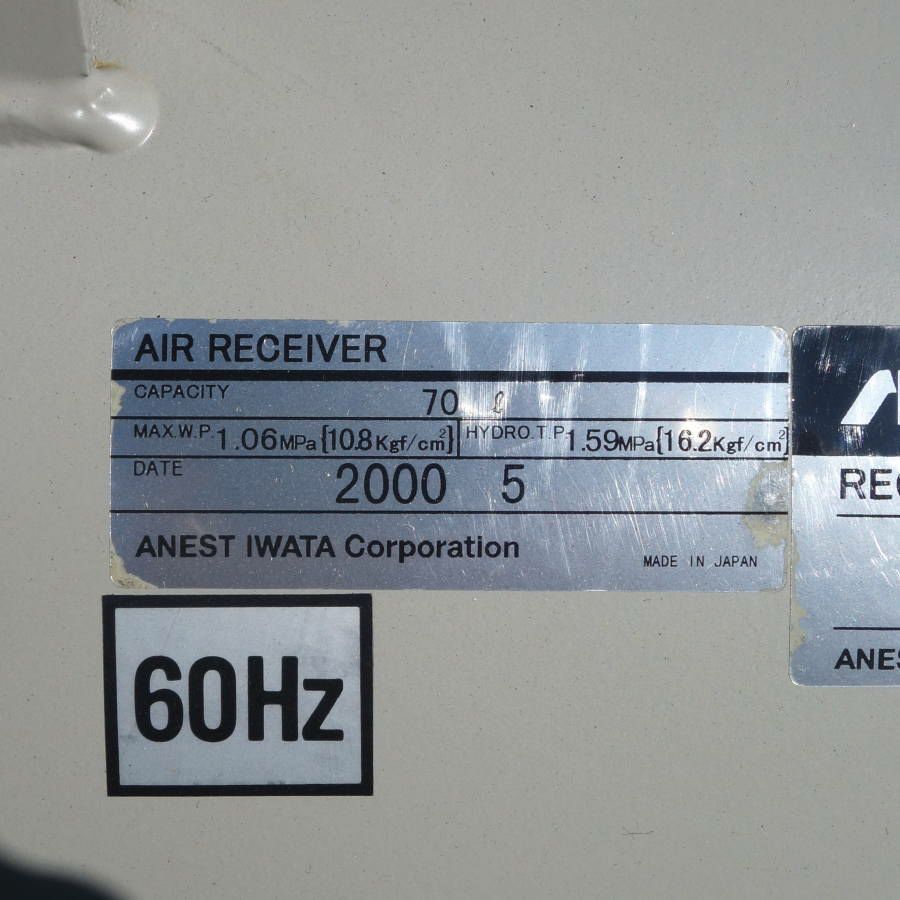 AIR RECEIVER
CAPACITY 70 ℓ
MAX.W.P 1.06MPa{10.8Kgf/cm²} HYDRO.T.P 1.59MPa{16.2Kgf/cm²}
DATE 2000 5
ANEST IWATA Corporation
MADE IN JAPAN
60Hz
REC
ANES